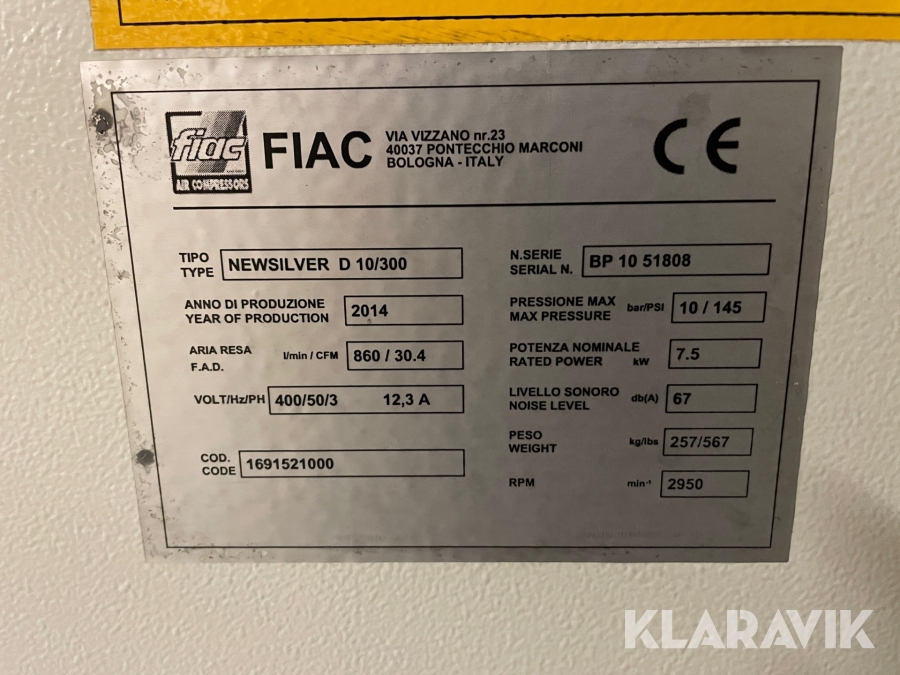 fiac
AIR COMPRESSORS
FIAC
VIA VIZZANO nr.23
40037 PONTECCHIO MARCONI
BOLOGNA - ITALY
CE
TIPO
TYPE
NEWSILVER D 10/300
N.SERIE
SERIAL N.
BP 10 51808
ANNO DI PRODUZIONE
YEAR OF PRODUCTION
2014
PRESSIONE MAX
MAX PRESSURE
bar/PSI
10 / 145
ARIA RESA
F.A.D.
l/min / CFM
860 / 30.4
POTENZA NOMINALE
RATED POWER
kW
7.5
VOLT/Hz/PH
400/50/3 12,3 A
LIVELLO SONORO
NOISE LEVEL
db(A)
67
PESO
WEIGHT
kg/lbs
257/567
COD.
CODE
1691521000
RPM
min⁻¹
2950
KLARAVIK